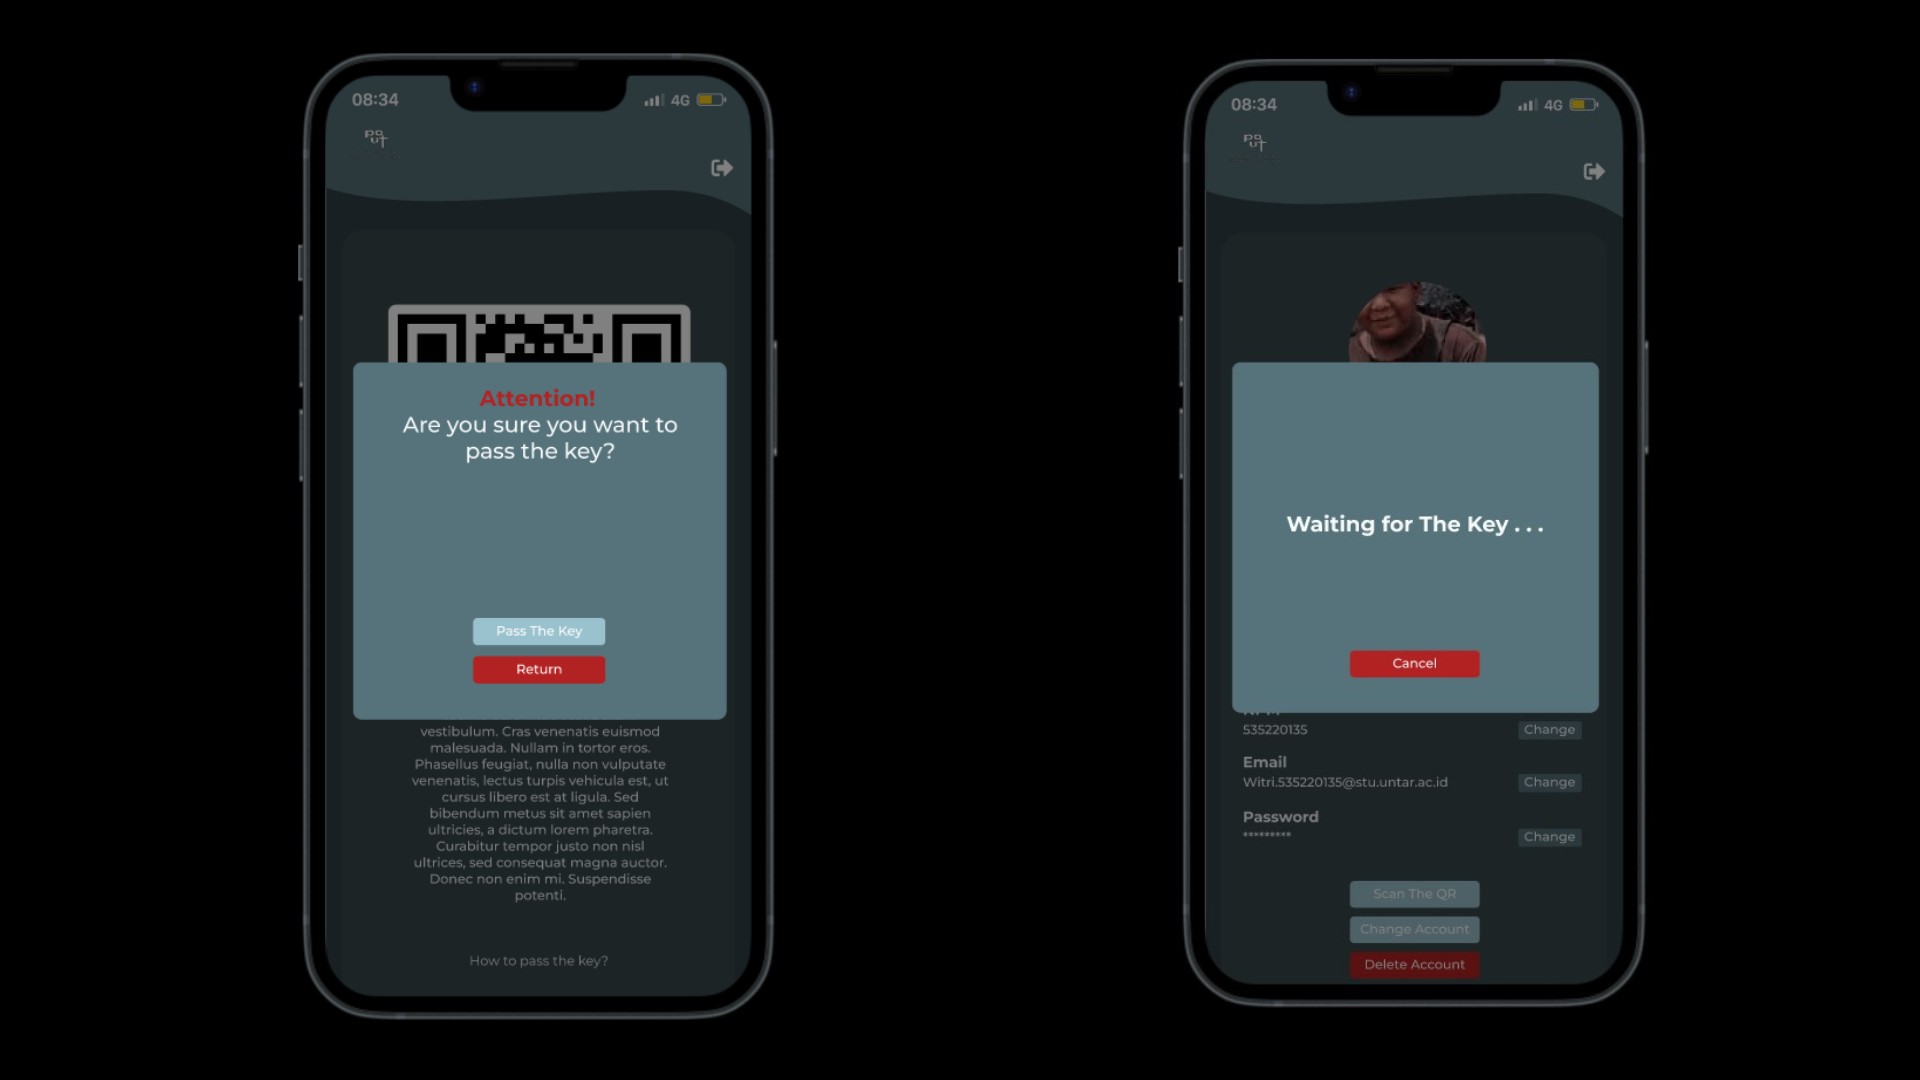 08:34
4G
Attention!
Are you sure you want to
pass the key?
Pass The Key
Return
vestibulum. Cras venenatis euismod
malesuada. Nullam in tortor eros.
Phasellus feugiat, nulla non vulputate
venenatis, lectus turpis vehicula est, ut
cursus libero est at ligula. Sed
bibendum metus sit amet sapien
ultricies, a dictum lorem pharetra.
Curabitur tempor justo non nisl
ultrices, sed consequat magna auctor.
Donec non enim mi. Suspendisse
potenti.
How to pass the key?
08:34
4G
Waiting for The Key . . .
Cancel
535220135
Change
Email
Witri.535220135@stu.untar.ac.id
Change
Password
*********
Change
Scan The QR
Change Account
Delete Account